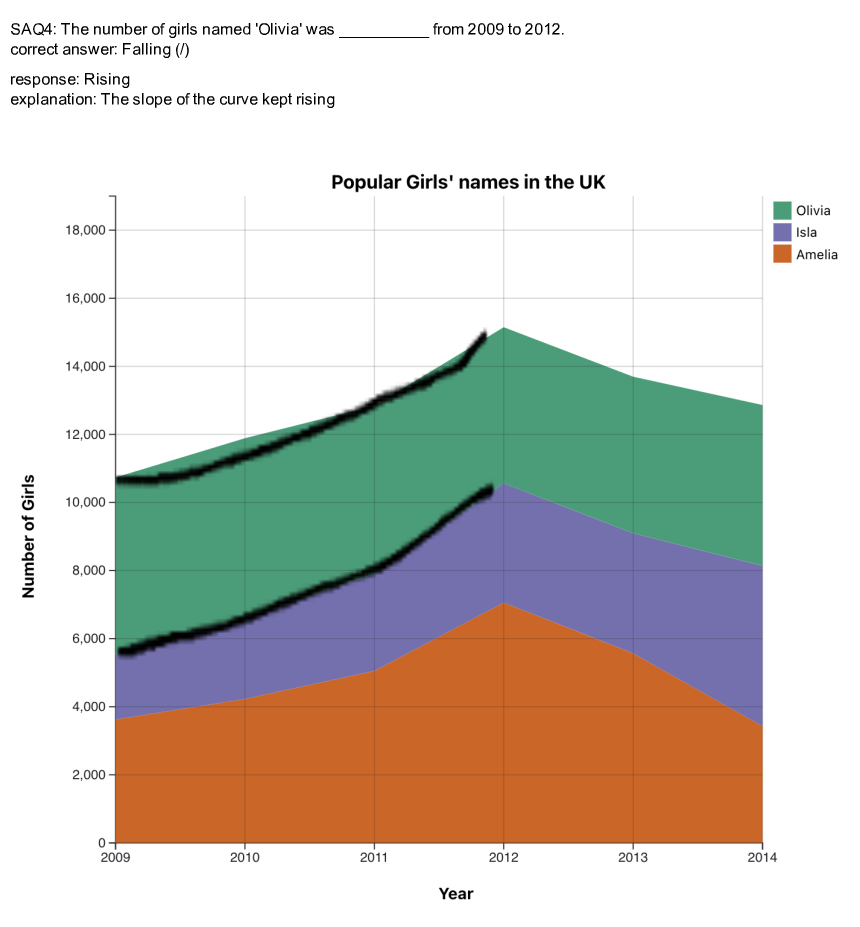 SAQ4: The number of girls named 'Olivia' was ___________ from 2009 to 2012.
correct answer: Falling (/)
response: Rising
explanation: The slope of the curve kept rising
Popular Girls' names in the UK
Olivia
Isla
Amelia
18,000
16,000
14,000
12,000
10,000
8,000
6,000
4,000
2,000
0
Number of Girls
2009 2010 2011 2012 2013 2014
Year